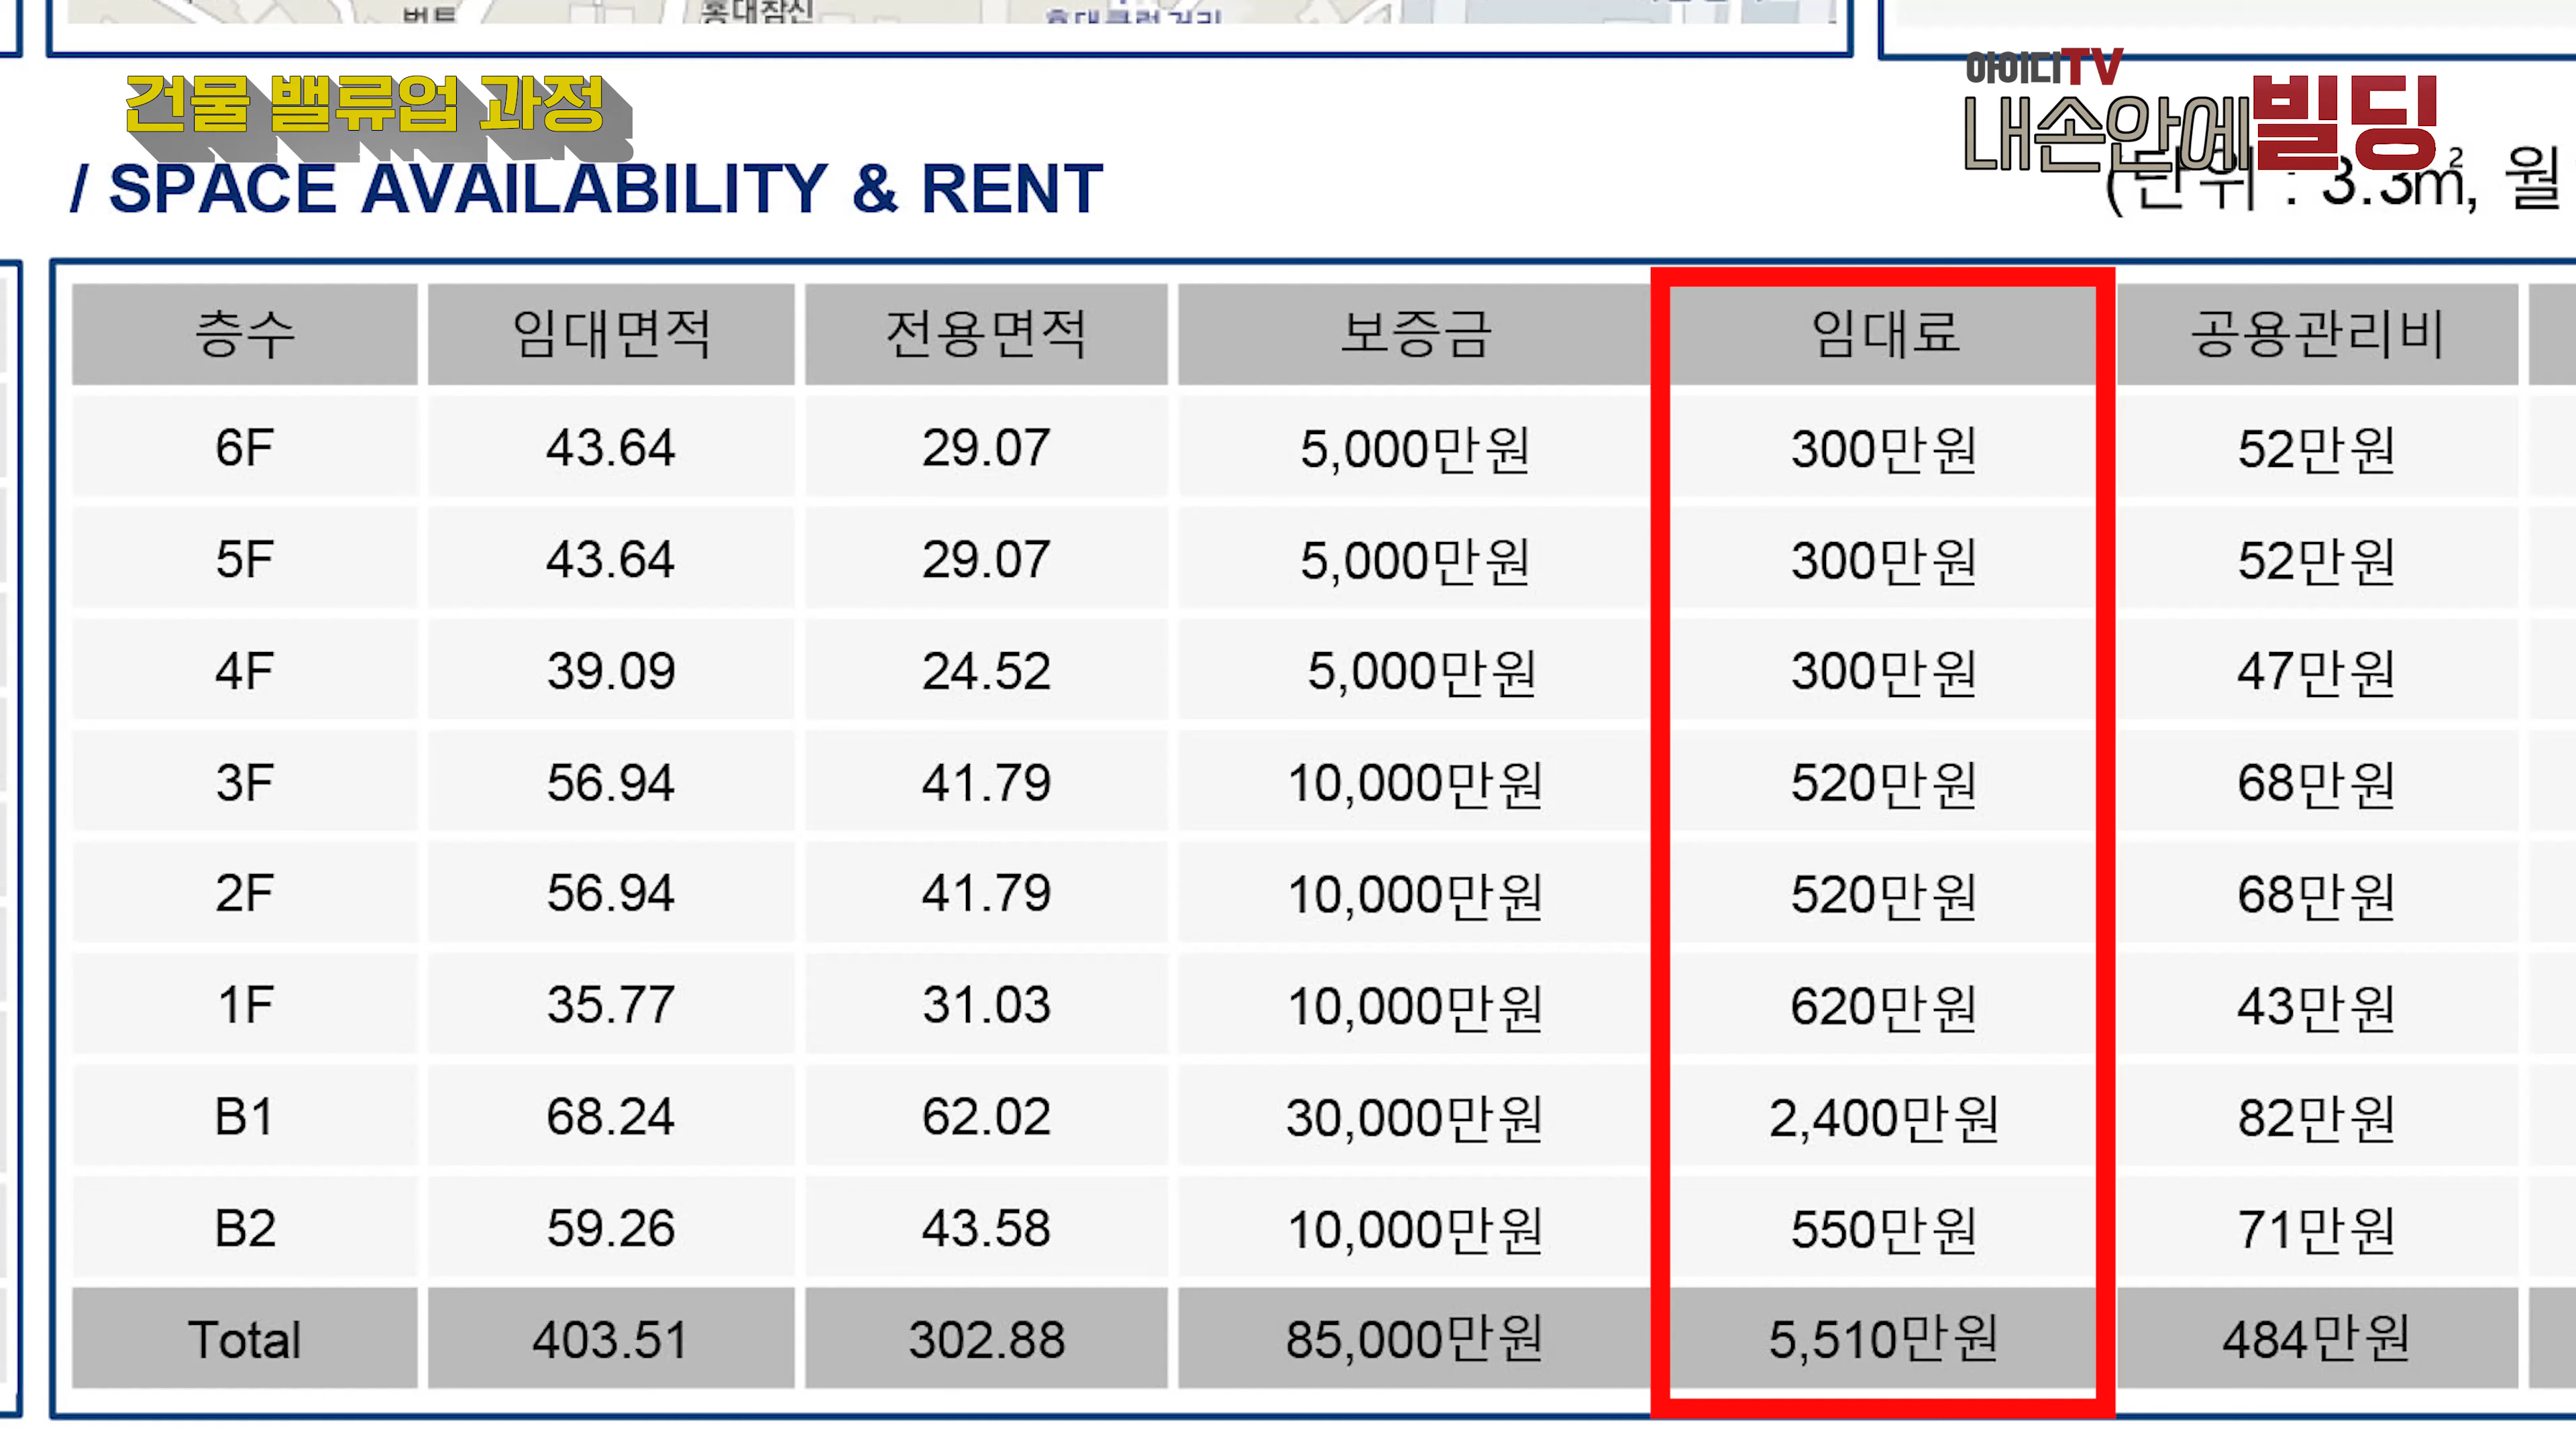 홍대잠신
건물 밸류업 과정
아이디TV
내손안에빌딩
/ SPACE AVAILABILITY & RENT
(단위 : 3.3㎡, 월
층수 임대면적 전용면적 보증금 임대료 공용관리비
6F 43.64 29.07 5,000만원 300만원 52만원
5F 43.64 29.07 5,000만원 300만원 52만원
4F 39.09 24.52 5,000만원 300만원 47만원
3F 56.94 41.79 10,000만원 520만원 68만원
2F 56.94 41.79 10,000만원 520만원 68만원
1F 35.77 31.03 10,000만원 620만원 43만원
B1 68.24 62.02 30,000만원 2,400만원 82만원
B2 59.26 43.58 10,000만원 550만원 71만원
Total 403.51 302.88 85,000만원 5,510만원 484만원